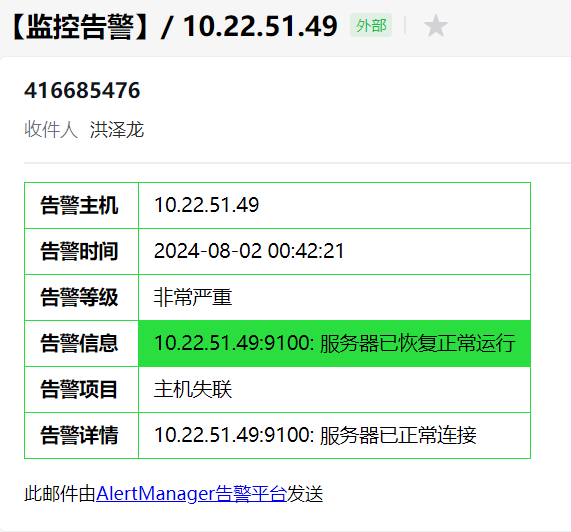 【监控告警】/ 10.22.51.49 外部
416685476
收件人 洪泽龙
告警主机 10.22.51.49
告警时间 2024-08-02 00:42:21
告警等级 非常严重
告警信息 10.22.51.49:9100: 服务器已恢复正常运行
告警项目 主机失联
告警详情 10.22.51.49:9100: 服务器已正常连接
此邮件由AlertManager告警平台发送